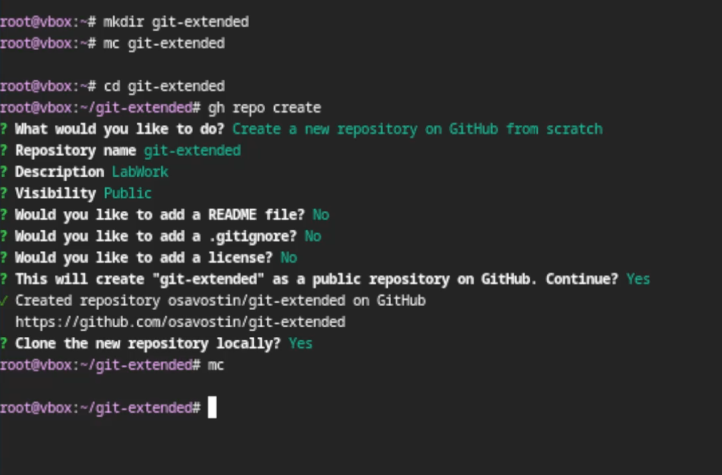 root@vbox:~# mkdir git-extended
root@vbox:~# mc git-extended
root@vbox:~# cd git-extended
root@vbox:~/git-extended# gh repo create
? What would you like to do? Create a new repository on GitHub from scratch
? Repository name git-extended
? Description LabWork
? Visibility Public
? Would you like to add a README file? No
? Would you like to add a .gitignore? No
? Would you like to add a license? No
? This will create "git-extended" as a public repository on GitHub. Continue? Yes
✓ Created repository osavostin/git-extended on GitHub
https://github.com/osavostin/git-extended
? Clone the new repository locally? Yes
root@vbox:~/git-extended# mc
root@vbox:~/git-extended#